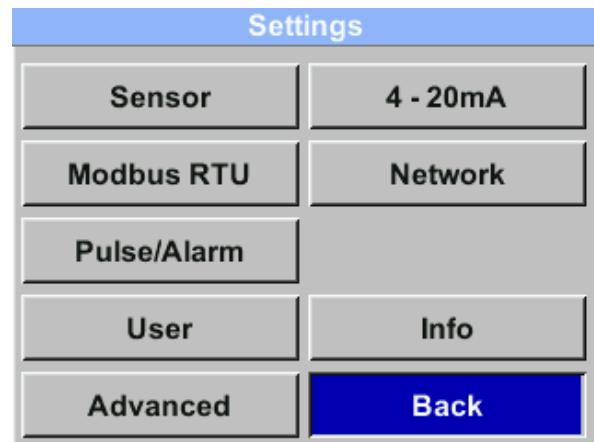 Settings
Sensor
4 - 20mA
Modbus RTU
Network
Pulse/Alarm
User
Info
Advanced
Back